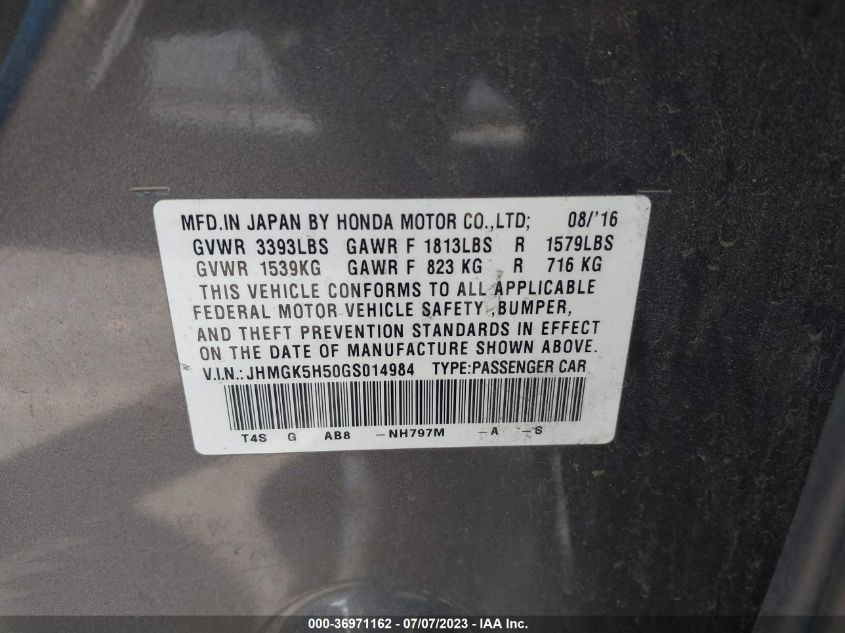 MFD.IN JAPAN BY HONDA MOTOR CO.,LTD; 08/'16
GVWR 3393LBS GAWR F 1813LBS R 1579LBS
GVWR 1539KG GAWR F 823 KG R 716 KG
THIS VEHICLE CONFORMS TO ALL APPLICABLE
FEDERAL MOTOR VEHICLE SAFETY ,BUMPER,
AND THEFT PREVENTION STANDARDS IN EFFECT
ON THE DATE OF MANUFACTURE SHOWN ABOVE.
V.I.N.: JHMGK5H50GS014984 TYPE:PASSENGER CAR
T4S G AB8 -NH797M -A -S
000-36971162 - 07/07/2023 - IAA Inc.